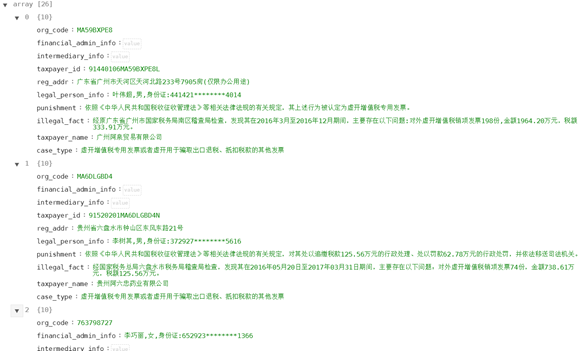 array [26]
0 {10}
org_code : MA59BXPE8
financial_admin_info : value
intermediary_info : value
taxpayer_id : 91440106MA59BXPE8L
reg_addr : 广东省广州市天河区天河北路233号7905房(仅限办公用途)
legal_person_info : 叶伟超,男,身份证:441421********4014
punishment : 依照《中华人民共和国税收征收管理法》等相关法律法规的有关规定，其上述行为被认定为虚开增值税专用发票。
illegal_fact : 经原广东省广州市国家税务局南区稽查局检查，发现其在2016年3月至2016年12月期间，主要存在以下问题:对外虚开增值税销项发票198份,金额1964.20万元，税额
333.91万元。
taxpayer_name : 广州阿泉贸易有限公司
case_type : 虚开增值税专用发票或者虚开用于骗取出口退税、抵扣税款的其他发票
1 {10}
org_code : MA6DLGBD4
financial_admin_info : value
intermediary_info : value
taxpayer_id : 91520201MA6DLGBD4N
reg_addr : 贵州省六盘水市钟山区东风东路21号
legal_person_info : 李树其,男,身份证:372927********5616
punishment : 依照《中华人民共和国税收征收管理法》等相关法律法规的有关规定，对其处以追缴税款125.56万元的行政处理、处以罚款62.78万元的行政处罚、并依法移送司法机关。
illegal_fact : 经国家税务总局六盘水市税务局稽查局检查，发现其在2016年05月20日至2017年03月31日期间，主要存在以下问题：对外虚开增值税销项发票74份，金额738.61万
元，税额125.56万元。
taxpayer_name : 贵州阿六忠药业有限公司
case_type : 虚开增值税专用发票或者虚开用于骗取出口退税、抵扣税款的其他发票
2 {10}
org_code : 763798727
financial_admin_info : 李巧丽,女,身份证:652923********1366
intermediary_info : value